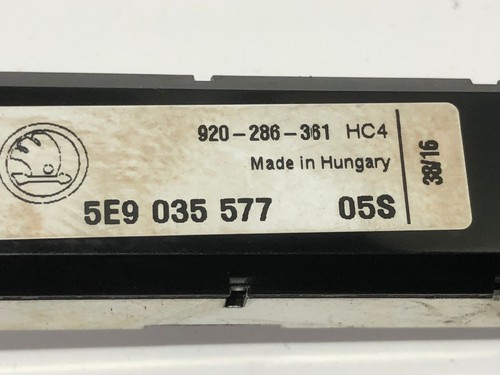 920-286-361 HC4
Made in Hungary
5E9 035 577 05S
38/16